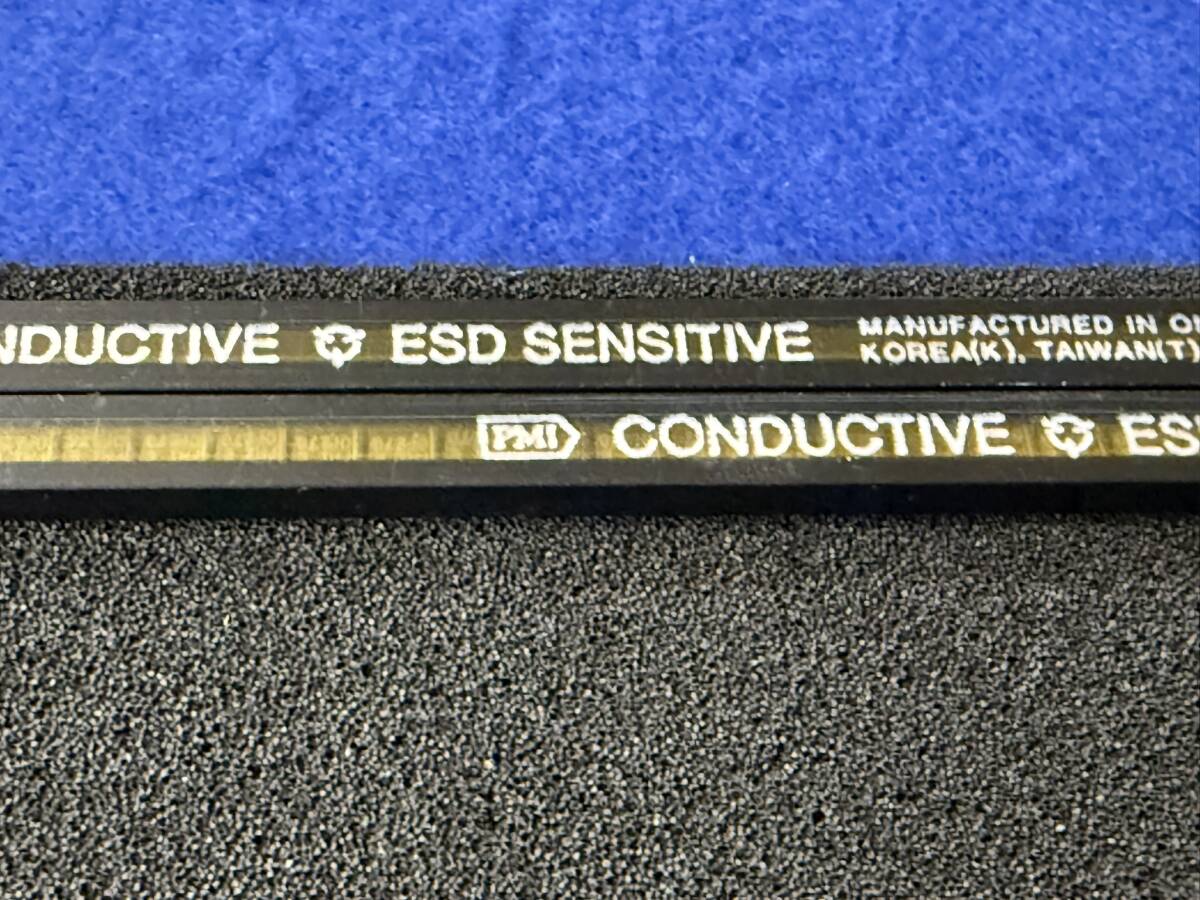 NDUCTIVE ESD SENSITIVE
MANUFACTURED IN
KOREA(K), TAIWAN(T)
PMI CONDUCTIVE ES